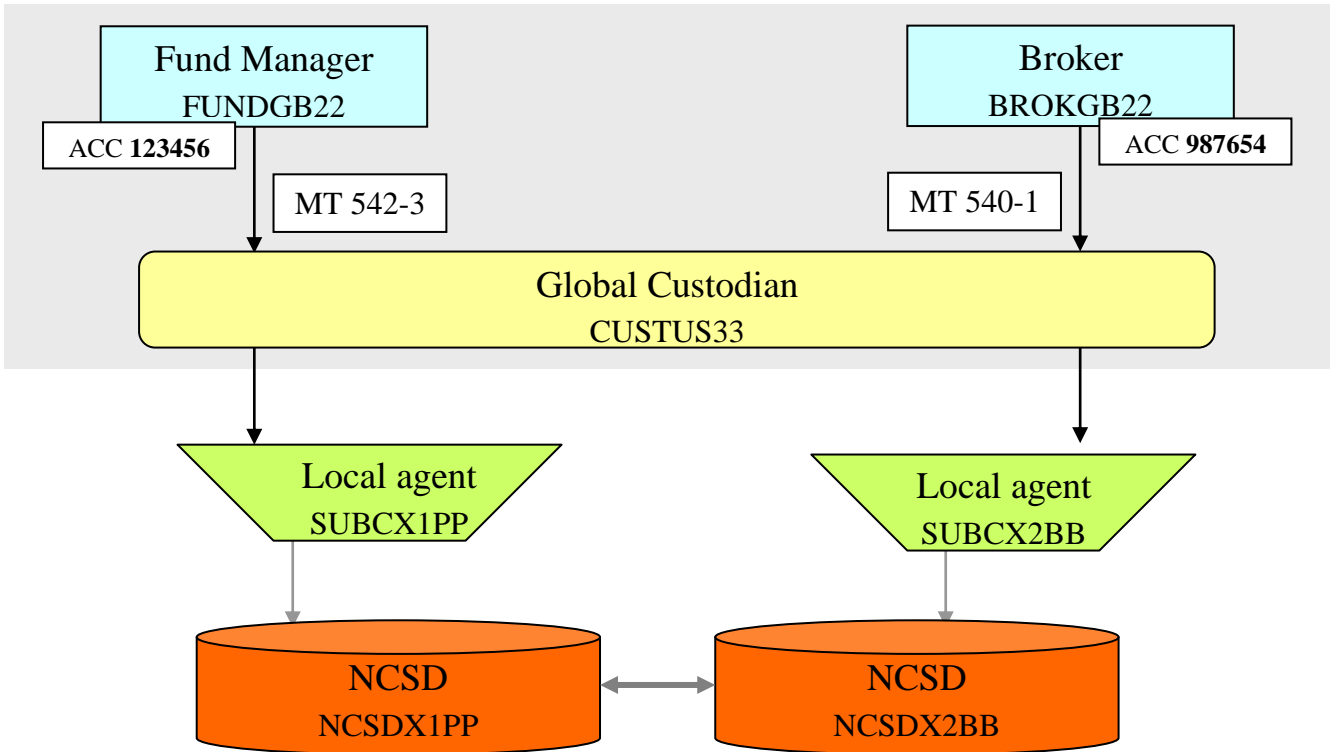 Fund Manager
FUNDGB22
ACC 123456
Broker
BROKGB22
ACC 987654
MT 542-3
MT 540-1
Global Custodian
CUSTUS33
Local agent
SUBCX1PP
Local agent
SUBCX2BB
NCSD
NCSDX1PP
NCSD
NCSDX2BB